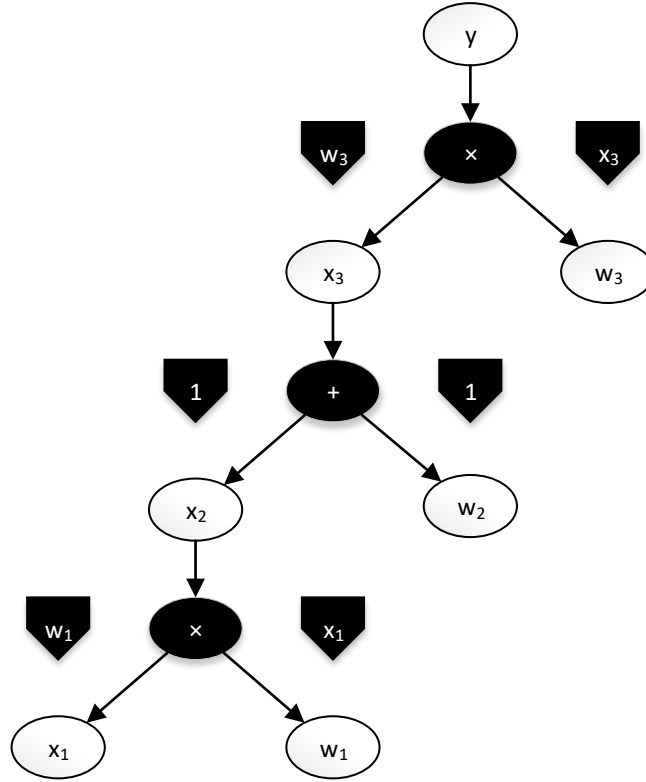 y
w₃ × x₃
x₃ w₃
1 + 1
x₂ w₂
w₁ × x₁
x₁ w₁